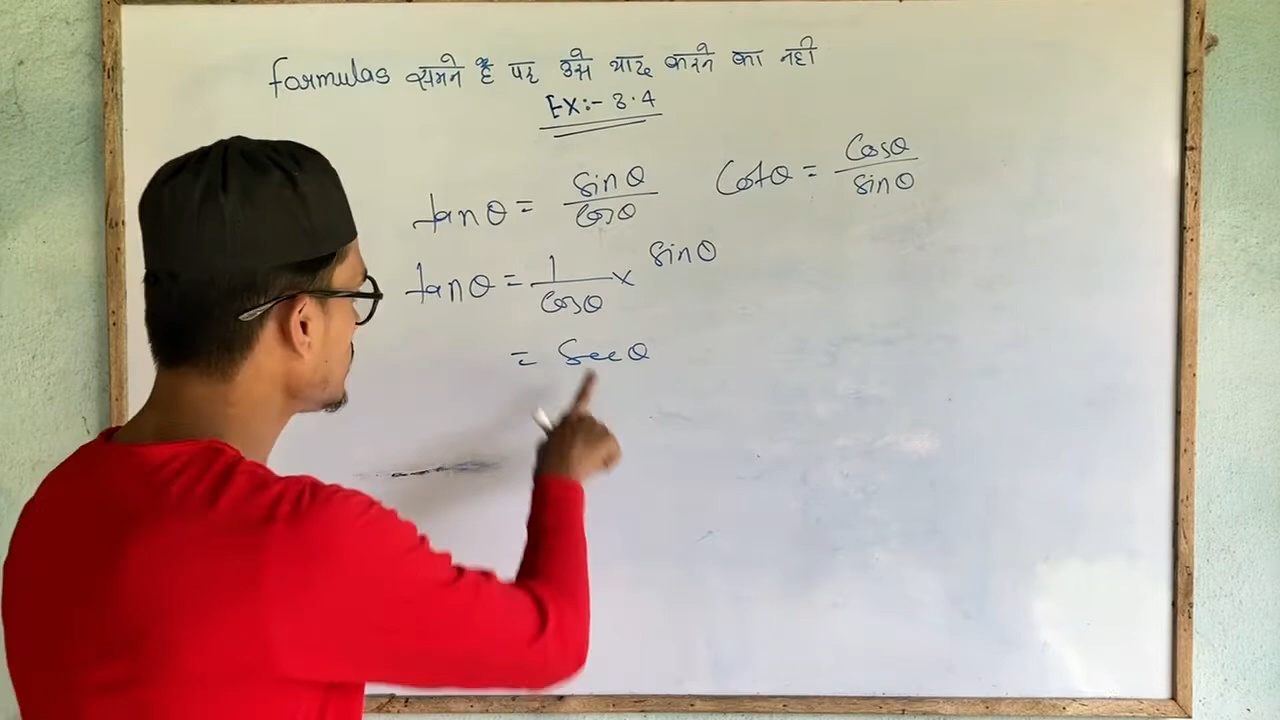 formulas समने है पर उसे याद करने का नही
EX:- 8.4
tanθ = sinθ/cosθ    Cotθ = Cosθ/sinθ
tanθ = 1/cosθ × sinθ
= Secθ